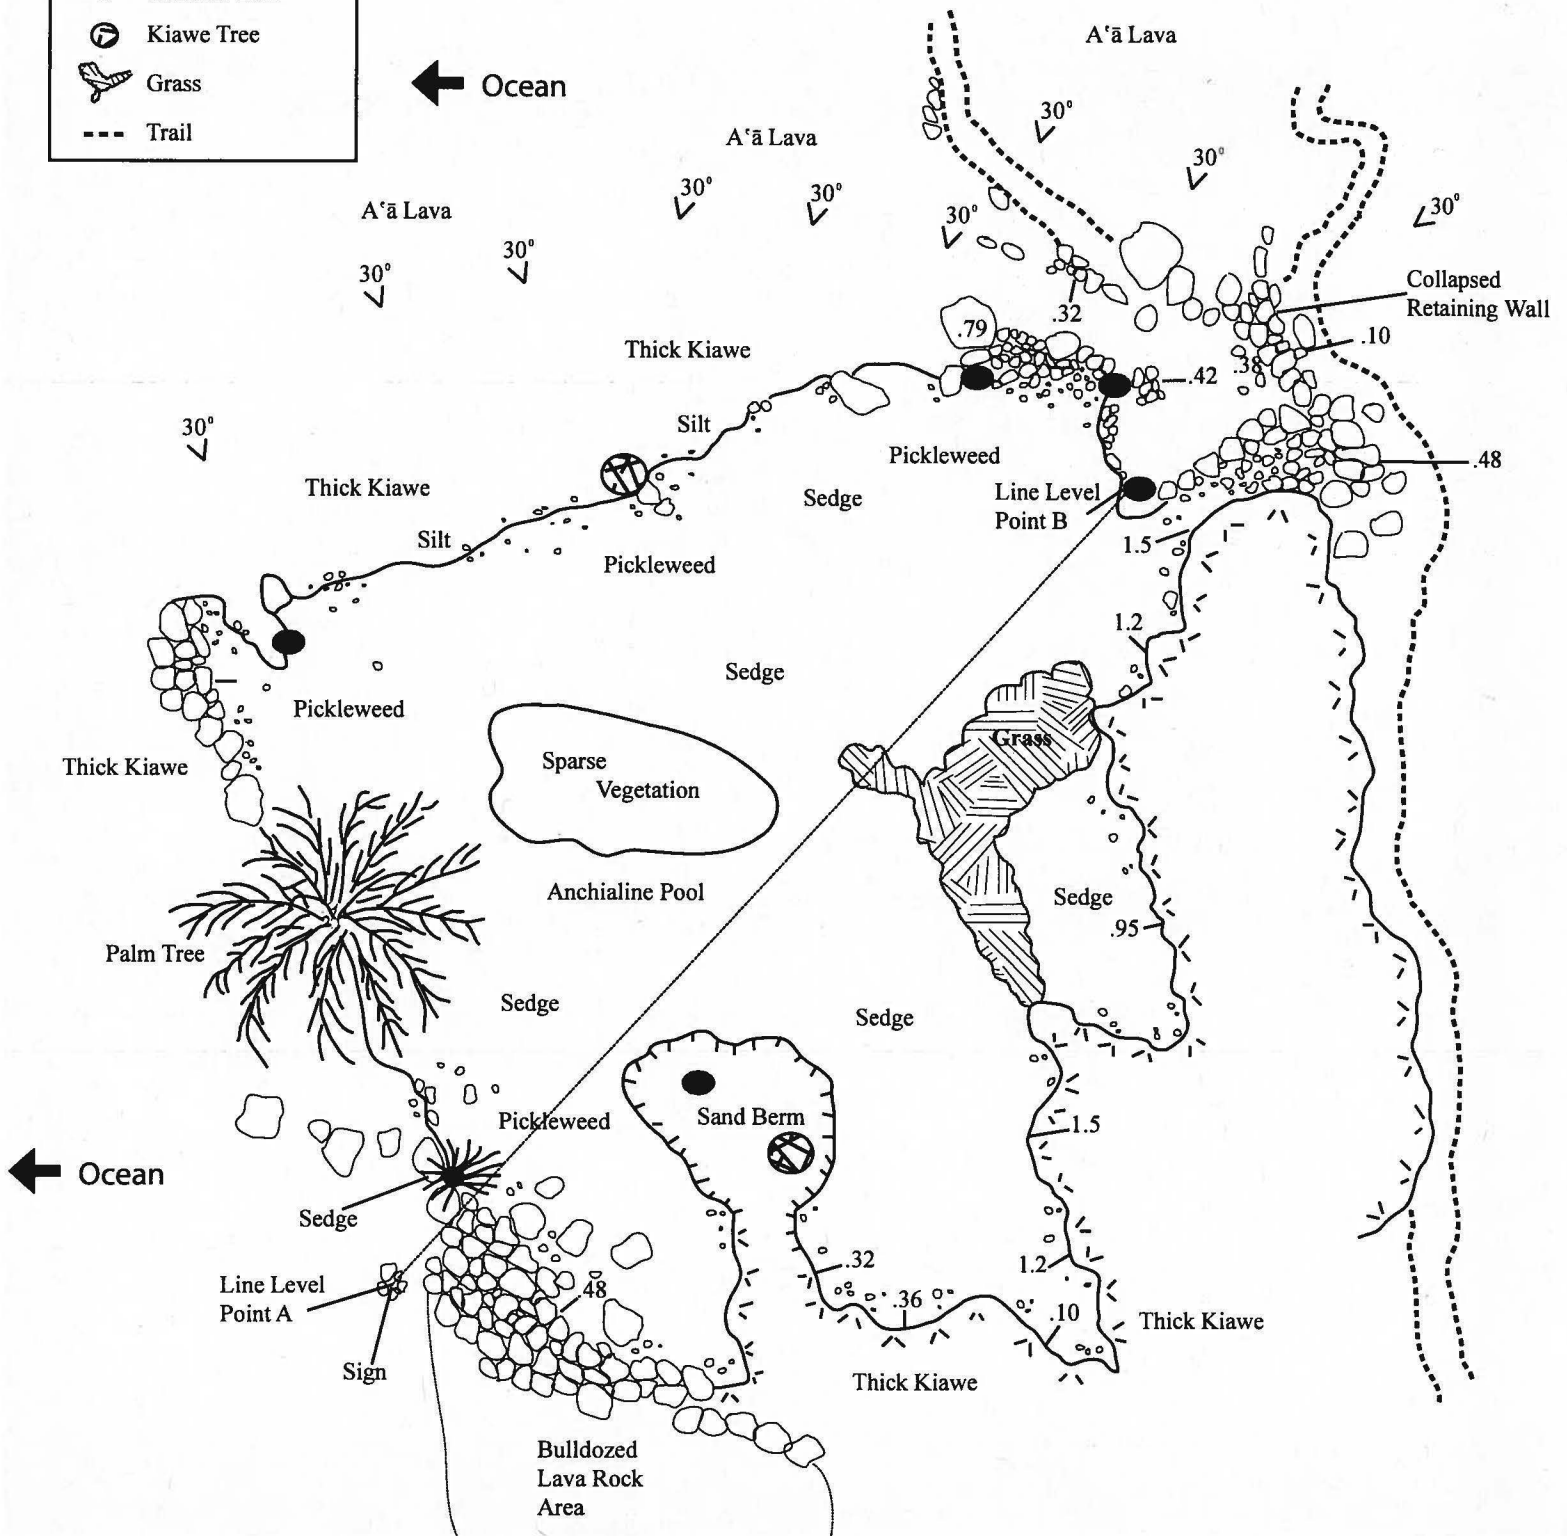 Kiawe Tree
Grass
Trail
Ocean
A‘ā Lava
A‘ā Lava
A‘ā Lava
30°
30°
30°
30°
30°
30°
30°
30°
30°
Collapsed
Retaining Wall
.32
.79
.10
.38
.42
Thick Kiawe
Silt
Pickleweed
.48
Thick Kiawe
Sedge
Line Level
Point B
Silt
1.5
Pickleweed
1.2
Sedge
Pickleweed
Grass
Thick Kiawe
Sparse
Vegetation
Anchialine Pool
Sedge
.95
Palm Tree
Sedge
Sedge
Pickleweed
Sand Berm
1.5
Ocean
Sedge
.32
1.2
Line Level
Point A
.48
.36
.10
Thick Kiawe
Sign
Thick Kiawe
Bulldozed
Lava Rock
Area